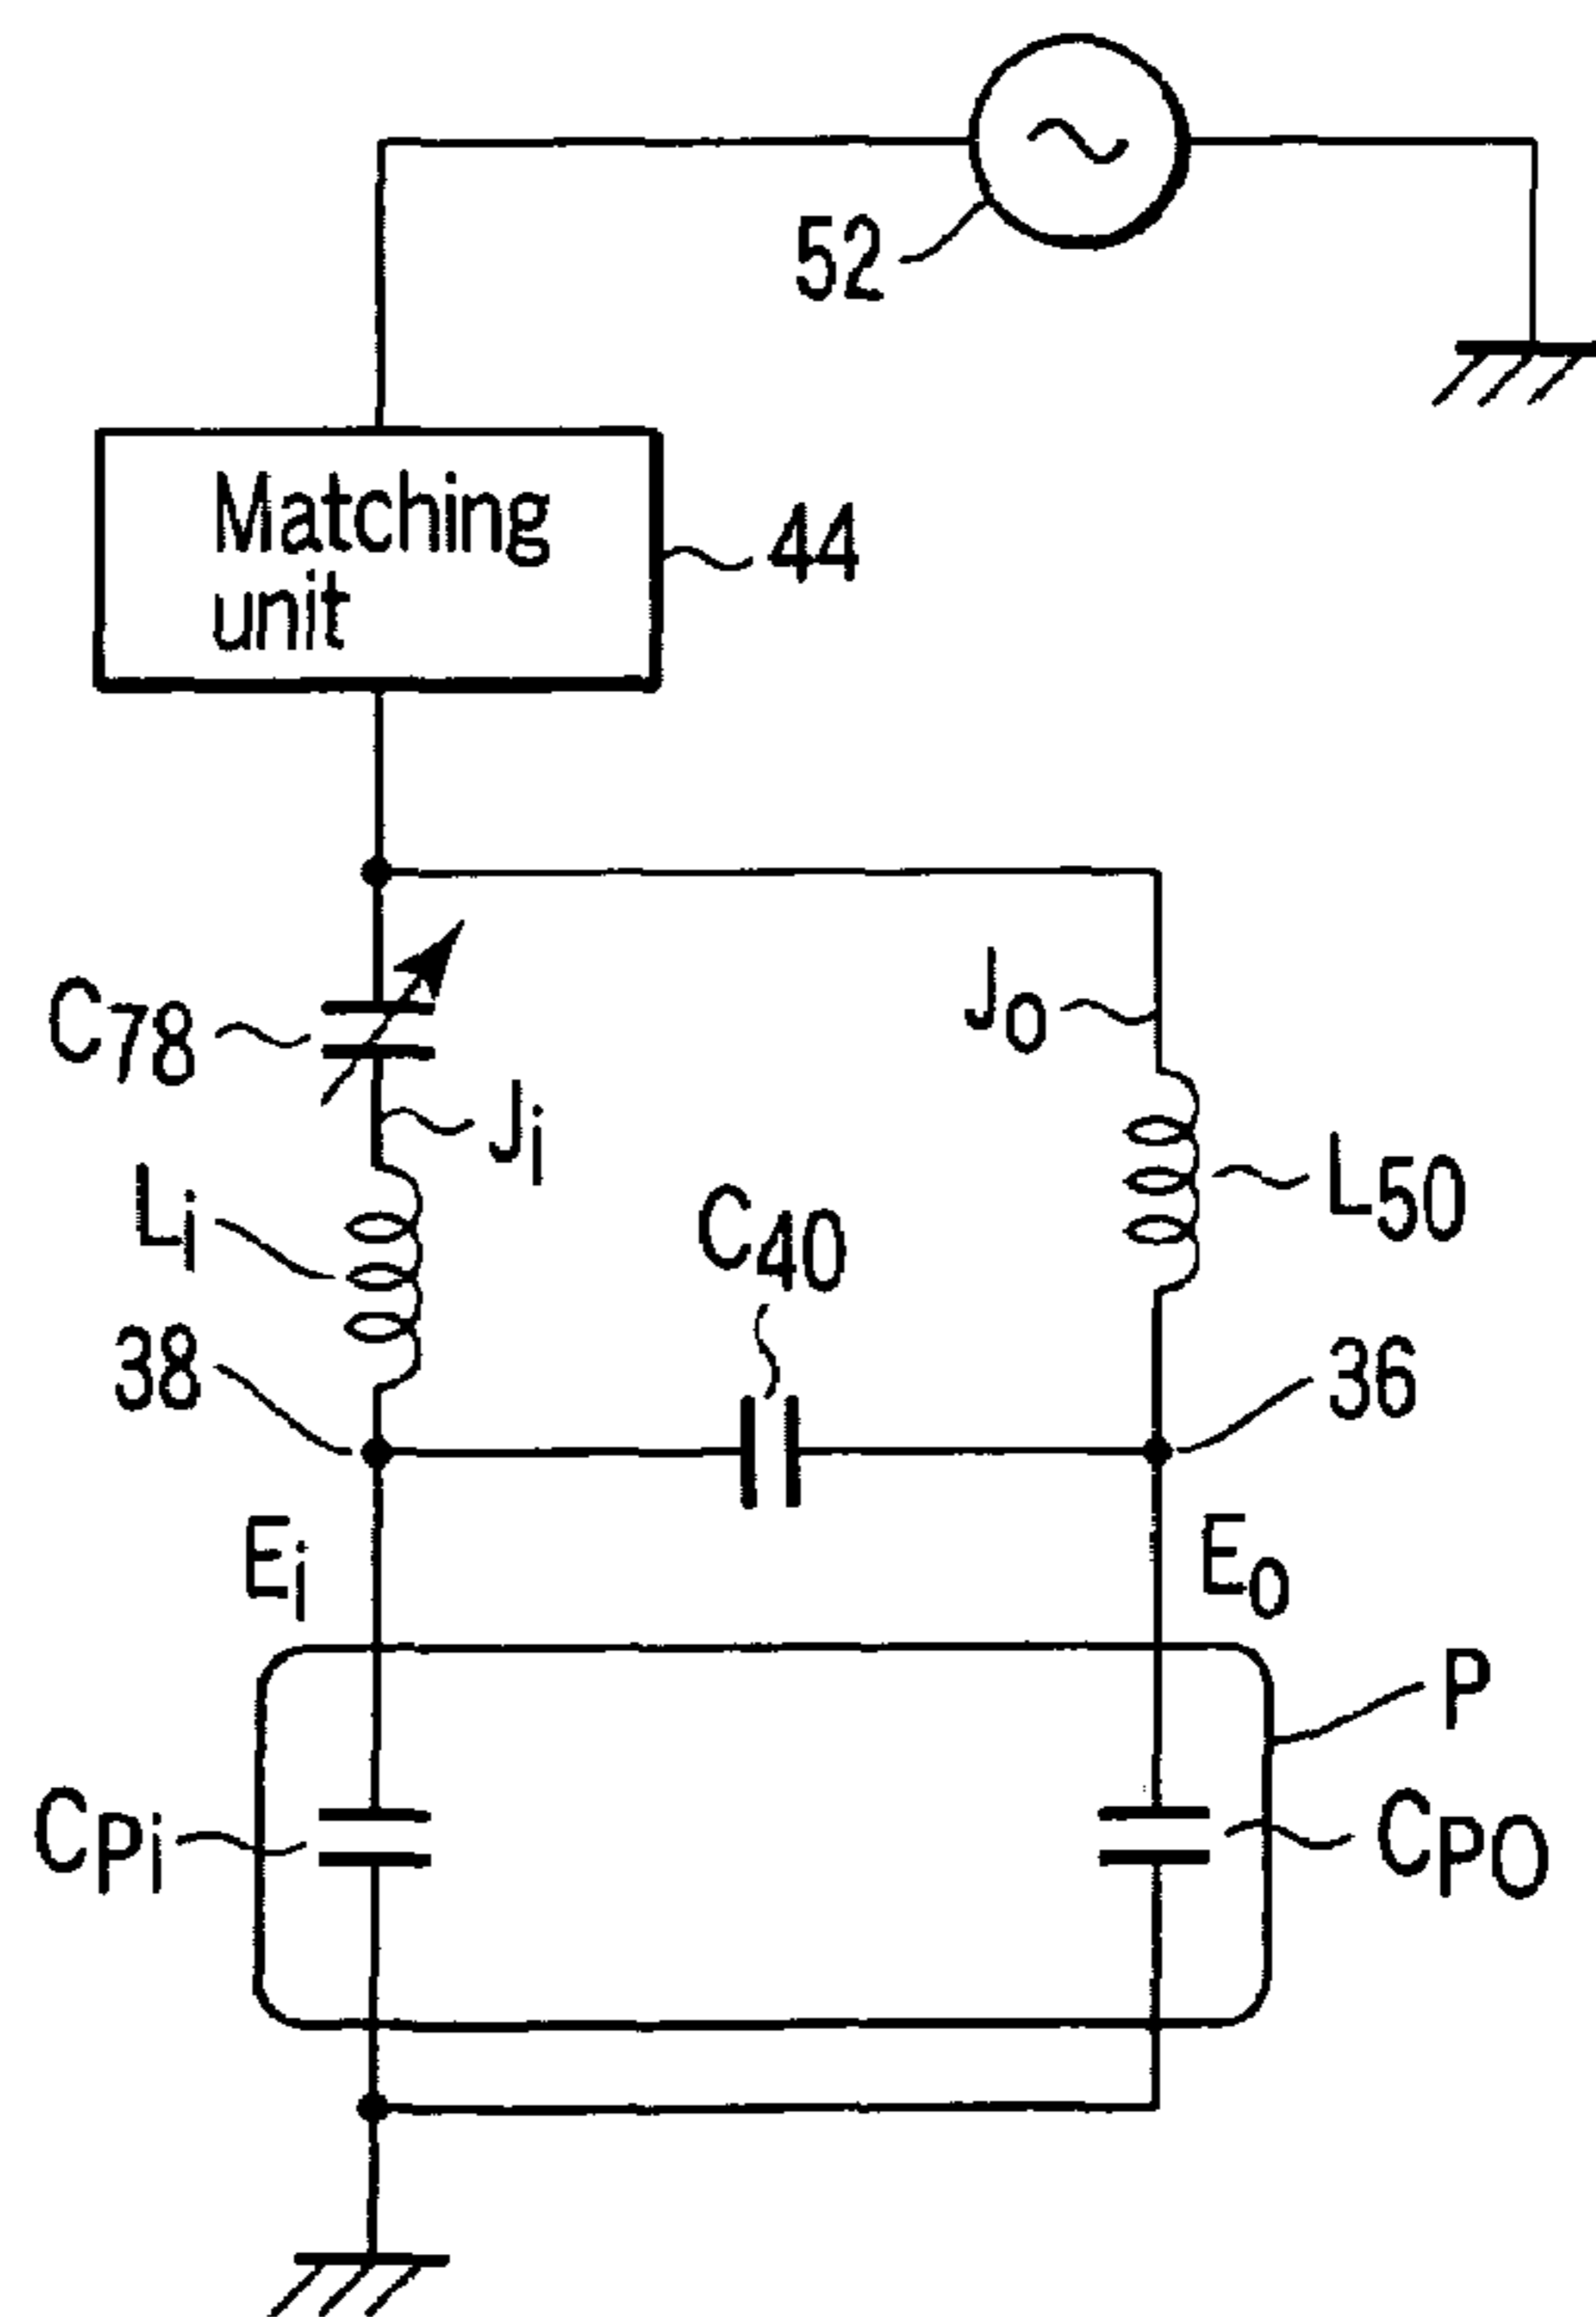 52
Matching
unit
44
C78
Ji
Jo
Li
L50
C40
38
36
Ei
Eo
P
CPi
CPO